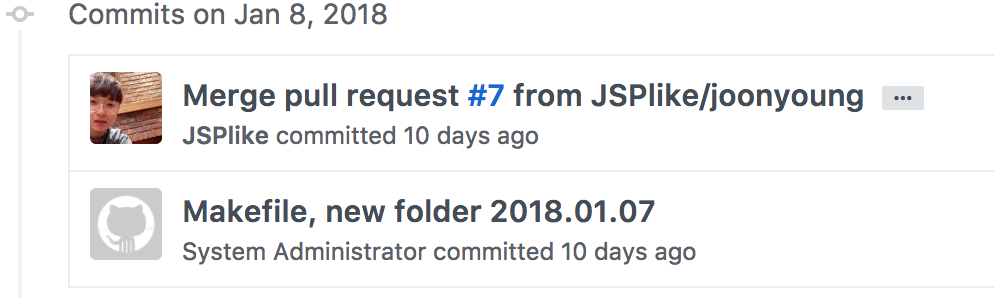 Commits on Jan 8, 2018
Merge pull request #7 from JSPlike/joonyoung ...
JSPlike committed 10 days ago
Makefile, new folder 2018.01.07
System Administrator committed 10 days ago